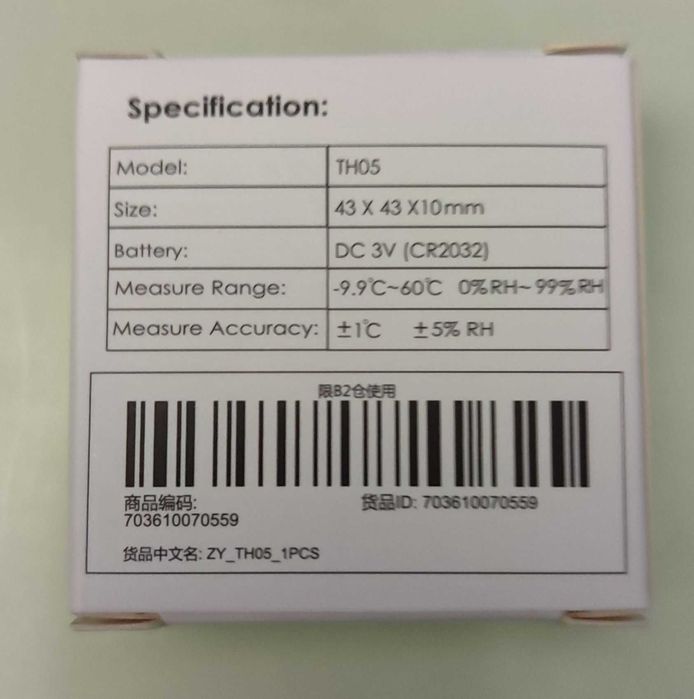 Specification:
Model: TH05
Size: 43 X 43 X10mm
Battery: DC 3V (CR2032)
Measure Range: -9.9℃~60℃ 0%RH~99%RH
Measure Accuracy: ±1℃ ±5% RH
限B2仓使用
商品编码: 货品ID: 703610070559
703610070559
货品中文名: ZY_TH05_1PCS